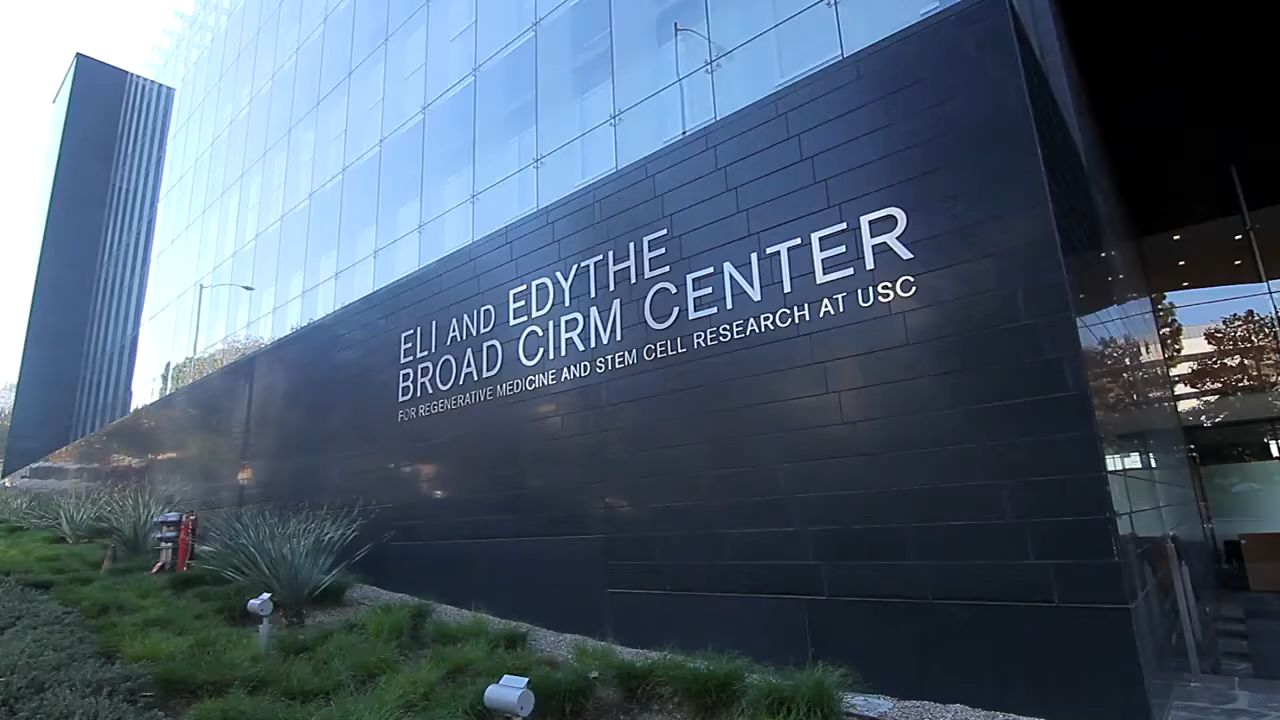 ELI AND EDYTHE
BROAD CIRM CENTER
FOR REGENERATIVE MEDICINE AND STEM CELL RESEARCH AT USC